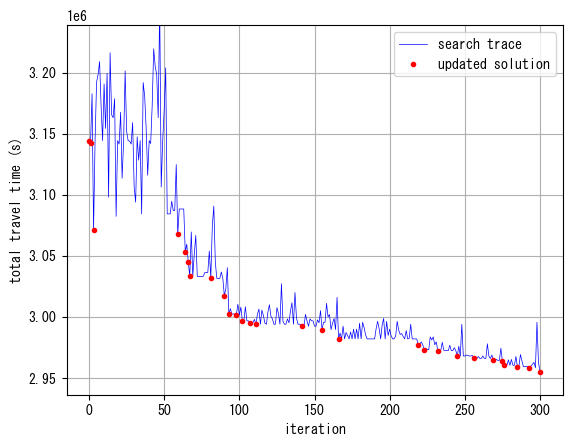 1e6
search trace
updated solution
3.20
3.15
3.10
3.05
3.00
2.95
total travel time (s)
0
50
100
150
200
250
300
iteration